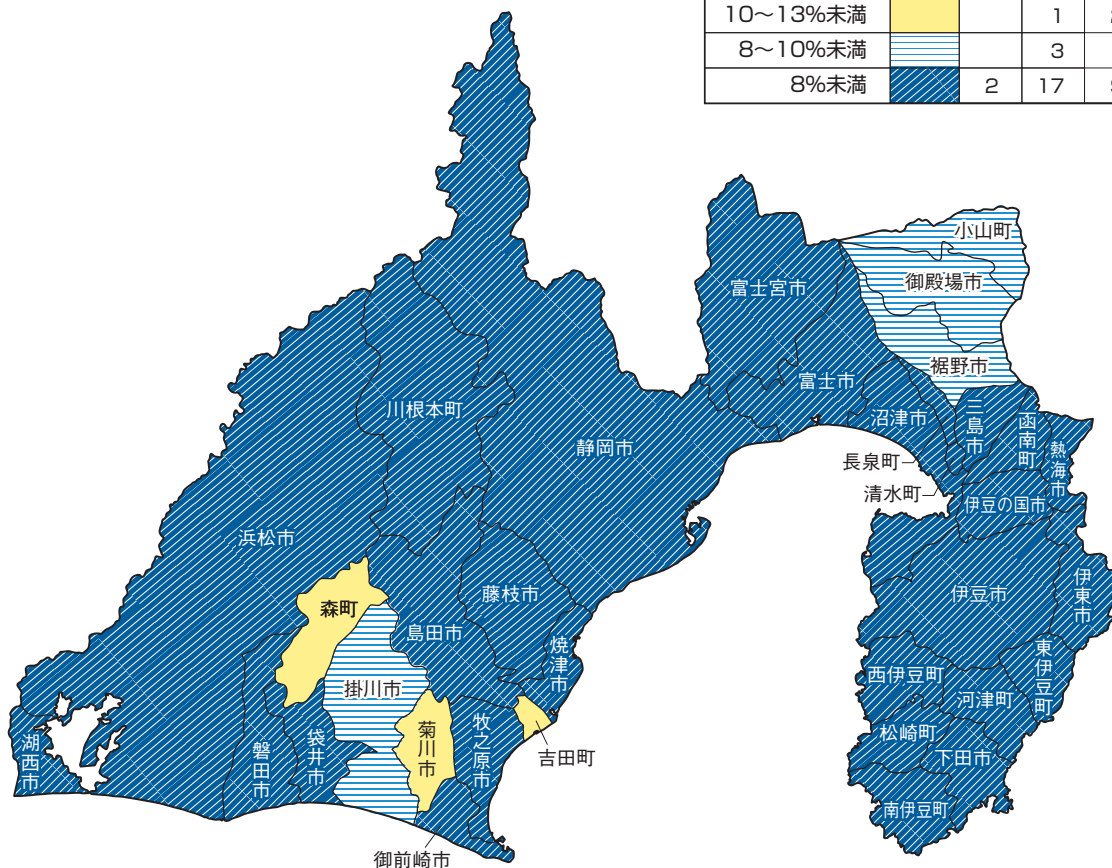 10～13%未満 1
8～10%未満 3
8%未満 2 17
小山町
御殿場市
富士宮市
裾野市
富士市
川根本町
沼津市
三島市
函南町
静岡市
熱海市
長泉町
清水町
伊豆の国市
浜松市
藤枝市
伊豆市
伊東市
森町
島田市
焼津市
東伊豆町
西伊豆町
掛川市
河津町
菊川市
牧之原市
松崎町
湖西市
磐田市
袋井市
吉田町
下田市
南伊豆町
御前崎市